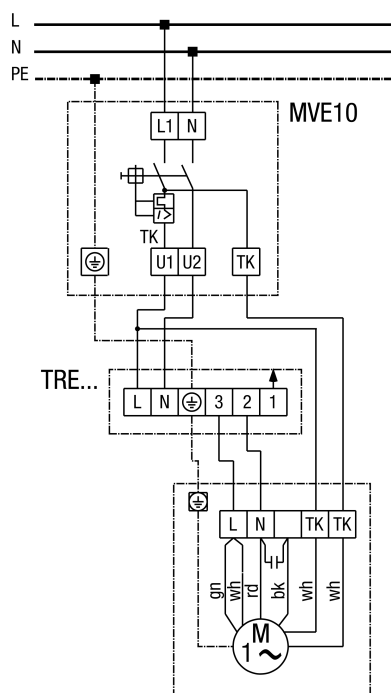 L
N
PE
MVE10
L1 N
I>
TK
U1 U2 TK
TRE...
L N 3 2 1
L N TK TK
gn wh rd bk wh wh
M
1 ~